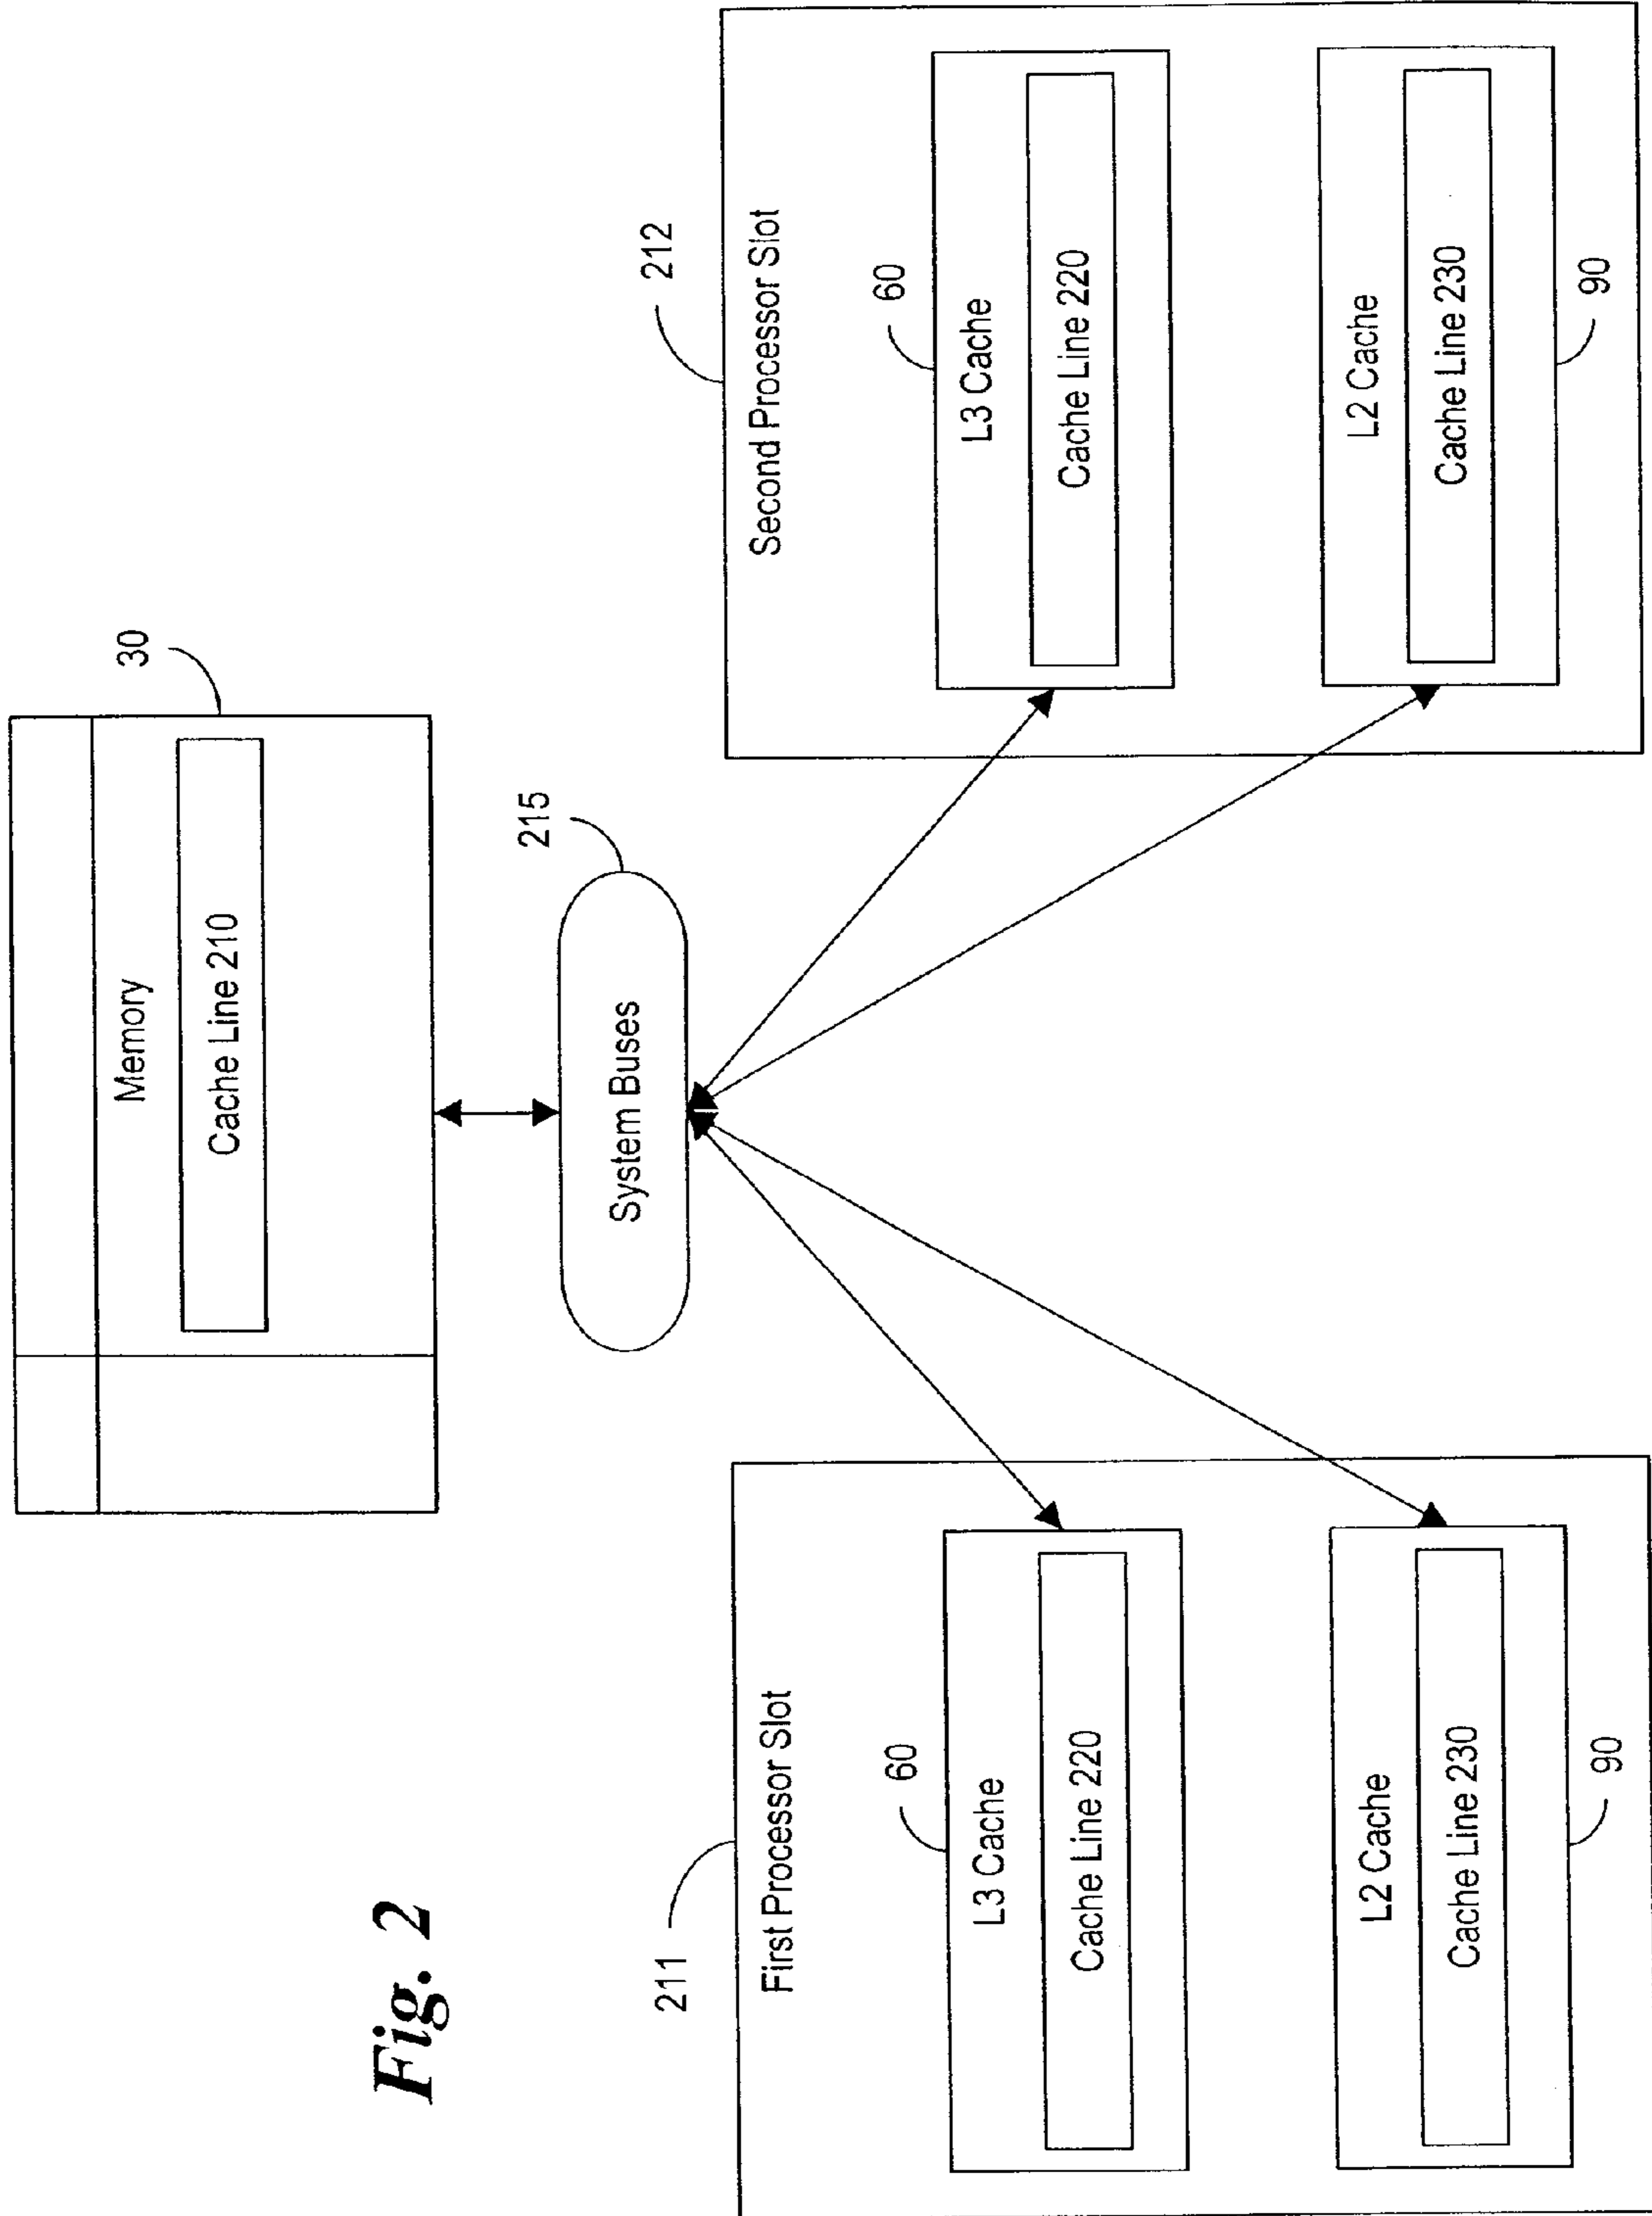 30
Memory
Cache Line 210
215
System Buses
211
First Processor Slot
60
L3 Cache
Cache Line 220
L2 Cache
Cache Line 230
90
212
Second Processor Slot
60
L3 Cache
Cache Line 220
L2 Cache
Cache Line 230
90
Fig. 2